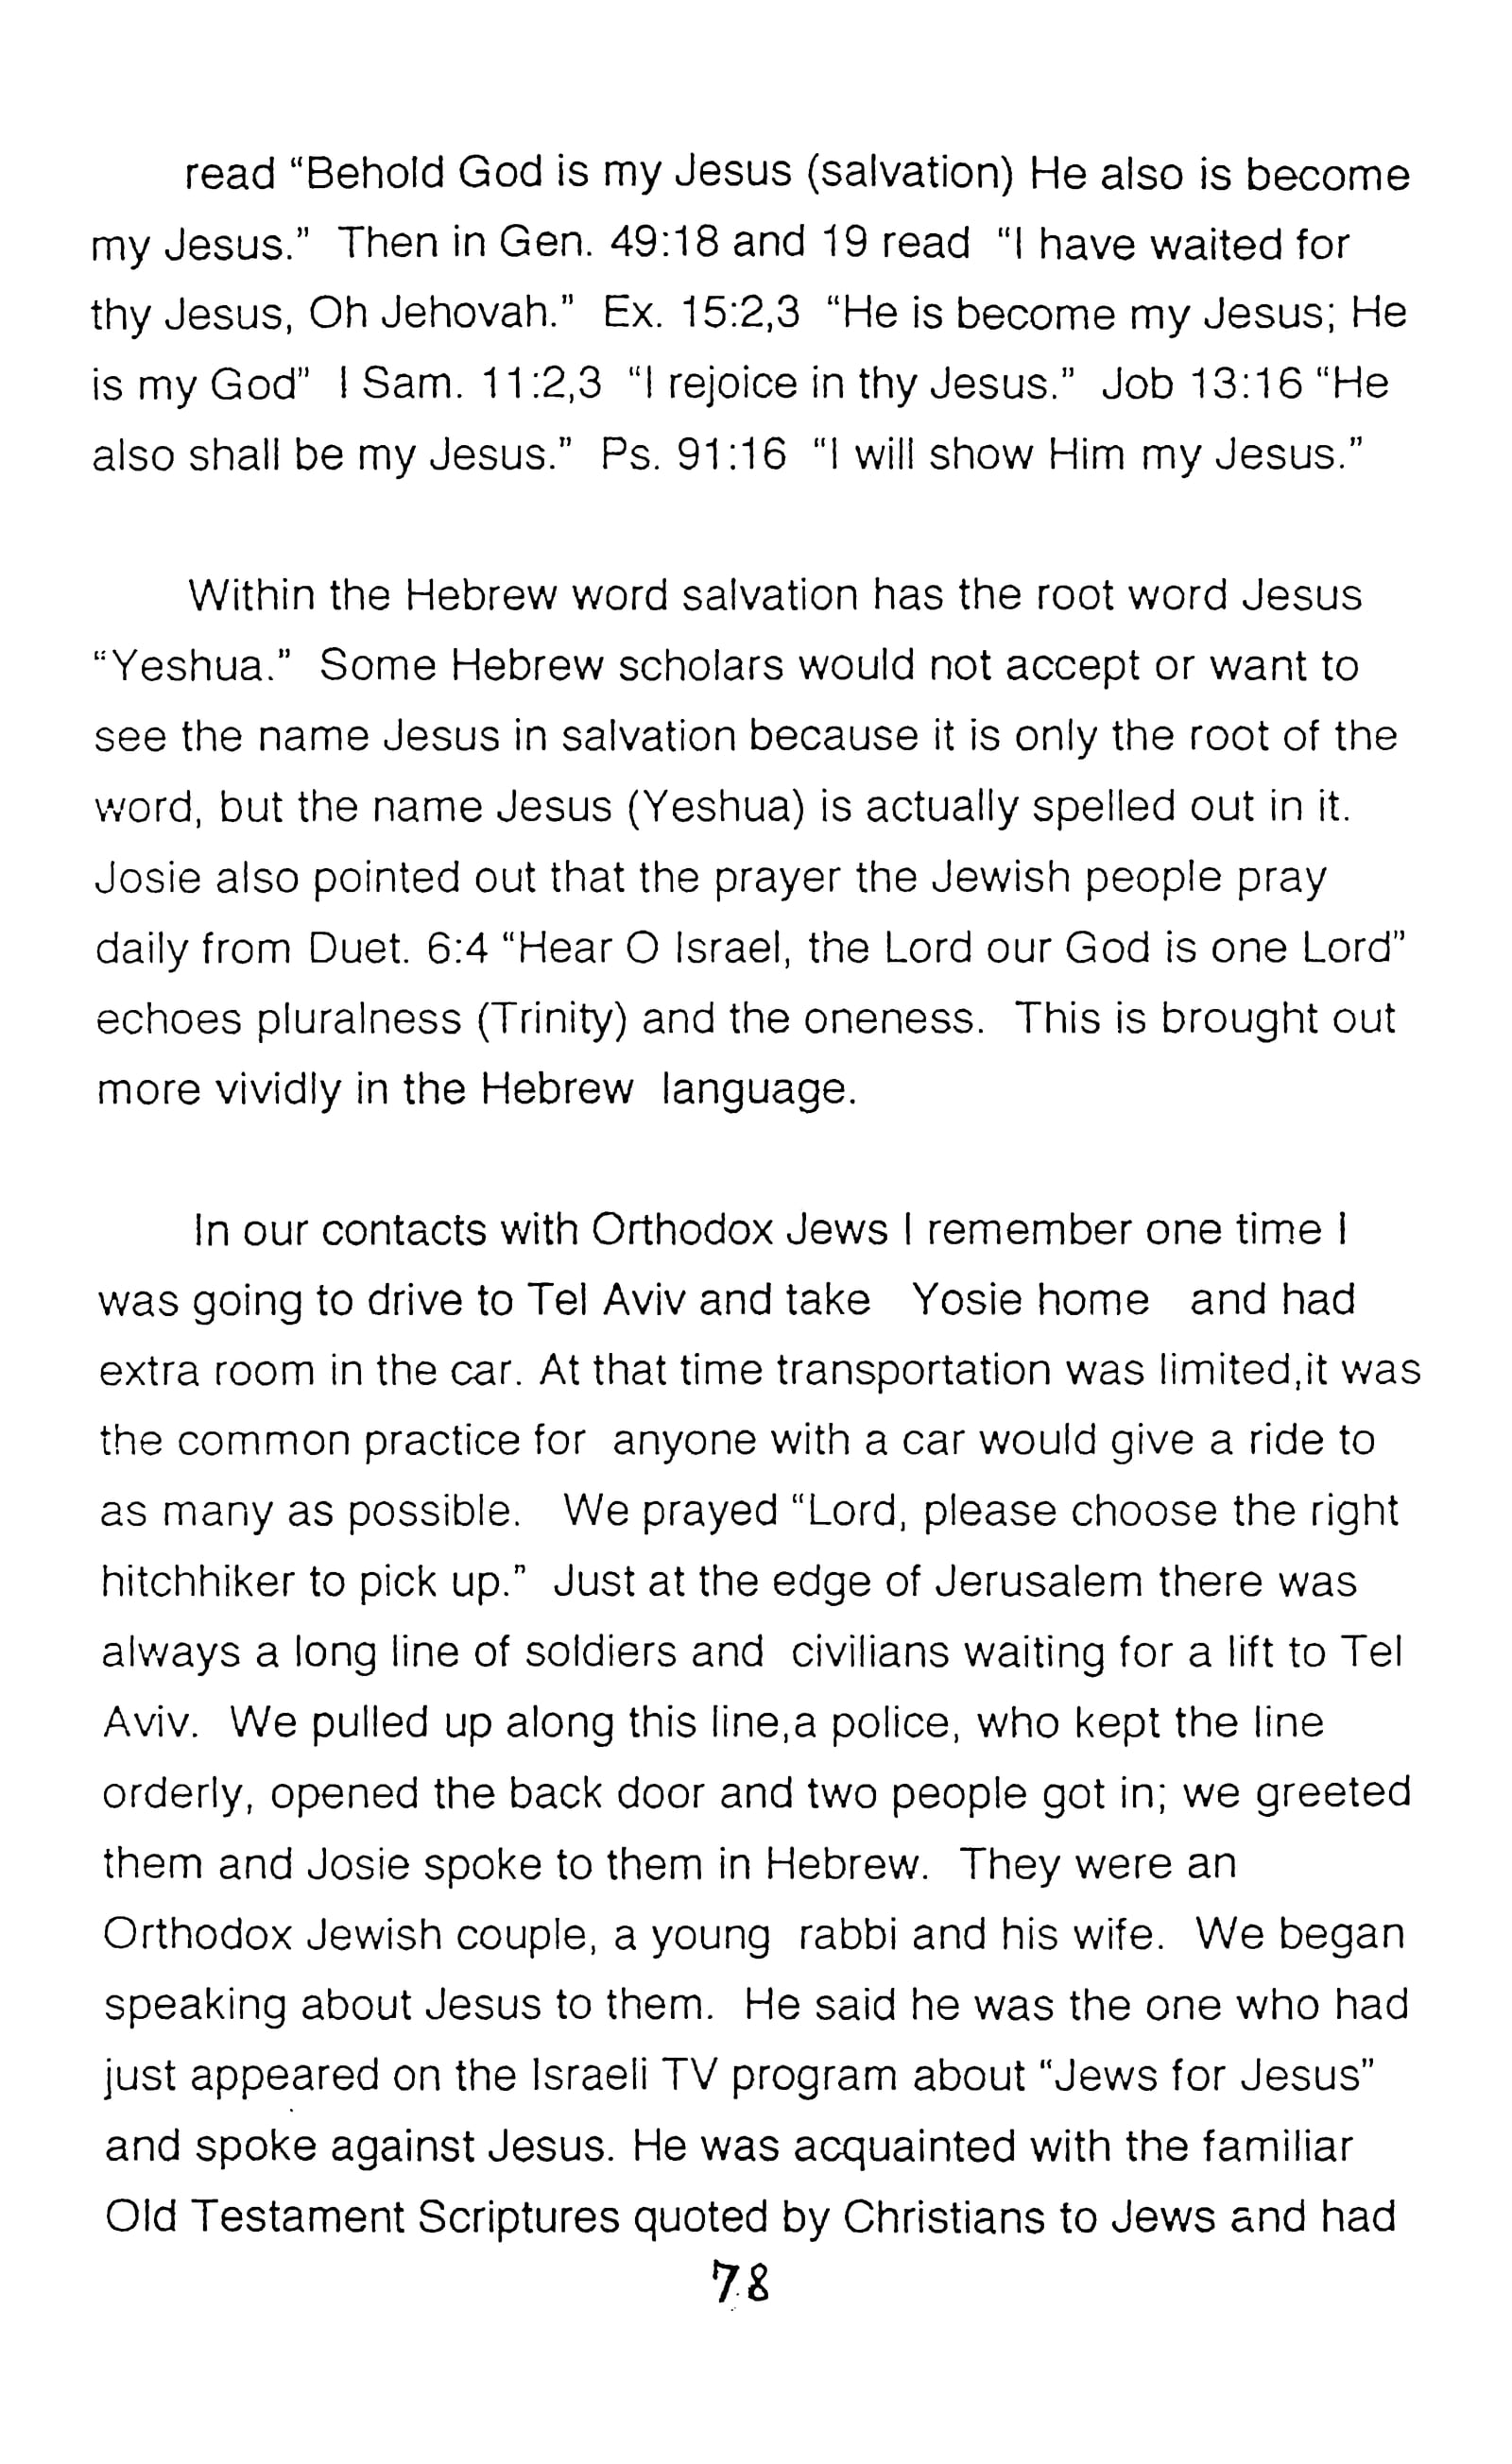 read “Behold God is my Jesus (salvation) He also is become
my Jesus.” Then in Gen. 49:18 and 19 read “I have waited for
thy Jesus, Oh Jehovah.” Ex. 15:2,3 “He is become my Jesus; He
is my God” I Sam. 11:2,3 “I rejoice in thy Jesus.” Job 13:16 “He
also shall be my Jesus.” Ps. 91:16 “I will show Him my Jesus.”
Within the Hebrew word salvation has the root word Jesus
“Yeshua.” Some Hebrew scholars would not accept or want to
see the name Jesus in salvation because it is only the root of the
word, but the name Jesus (Yeshua) is actually spelled out in it.
Josie also pointed out that the prayer the Jewish people pray
daily from Duet. 6:4 “Hear O Israel, the Lord our God is one Lord”
echoes pluralness (Trinity) and the oneness. This is brought out
more vividly in the Hebrew language.
In our contacts with Orthodox Jews I remember one time I
was going to drive to Tel Aviv and take Yosie home and had
extra room in the car. At that time transportation was limited,it was
the common practice for anyone with a car would give a ride to
as many as possible. We prayed “Lord, please choose the right
hitchhiker to pick up.” Just at the edge of Jerusalem there was
always a long line of soldiers and civilians waiting for a lift to Tel
Aviv. We pulled up along this line,a police, who kept the line
orderly, opened the back door and two people got in; we greeted
them and Josie spoke to them in Hebrew. They were an
Orthodox Jewish couple, a young rabbi and his wife. We began
speaking about Jesus to them. He said he was the one who had
just appeared on the Israeli TV program about “Jews for Jesus”
and spoke against Jesus. He was acquainted with the familiar
Old Testament Scriptures quoted by Christians to Jews and had
78